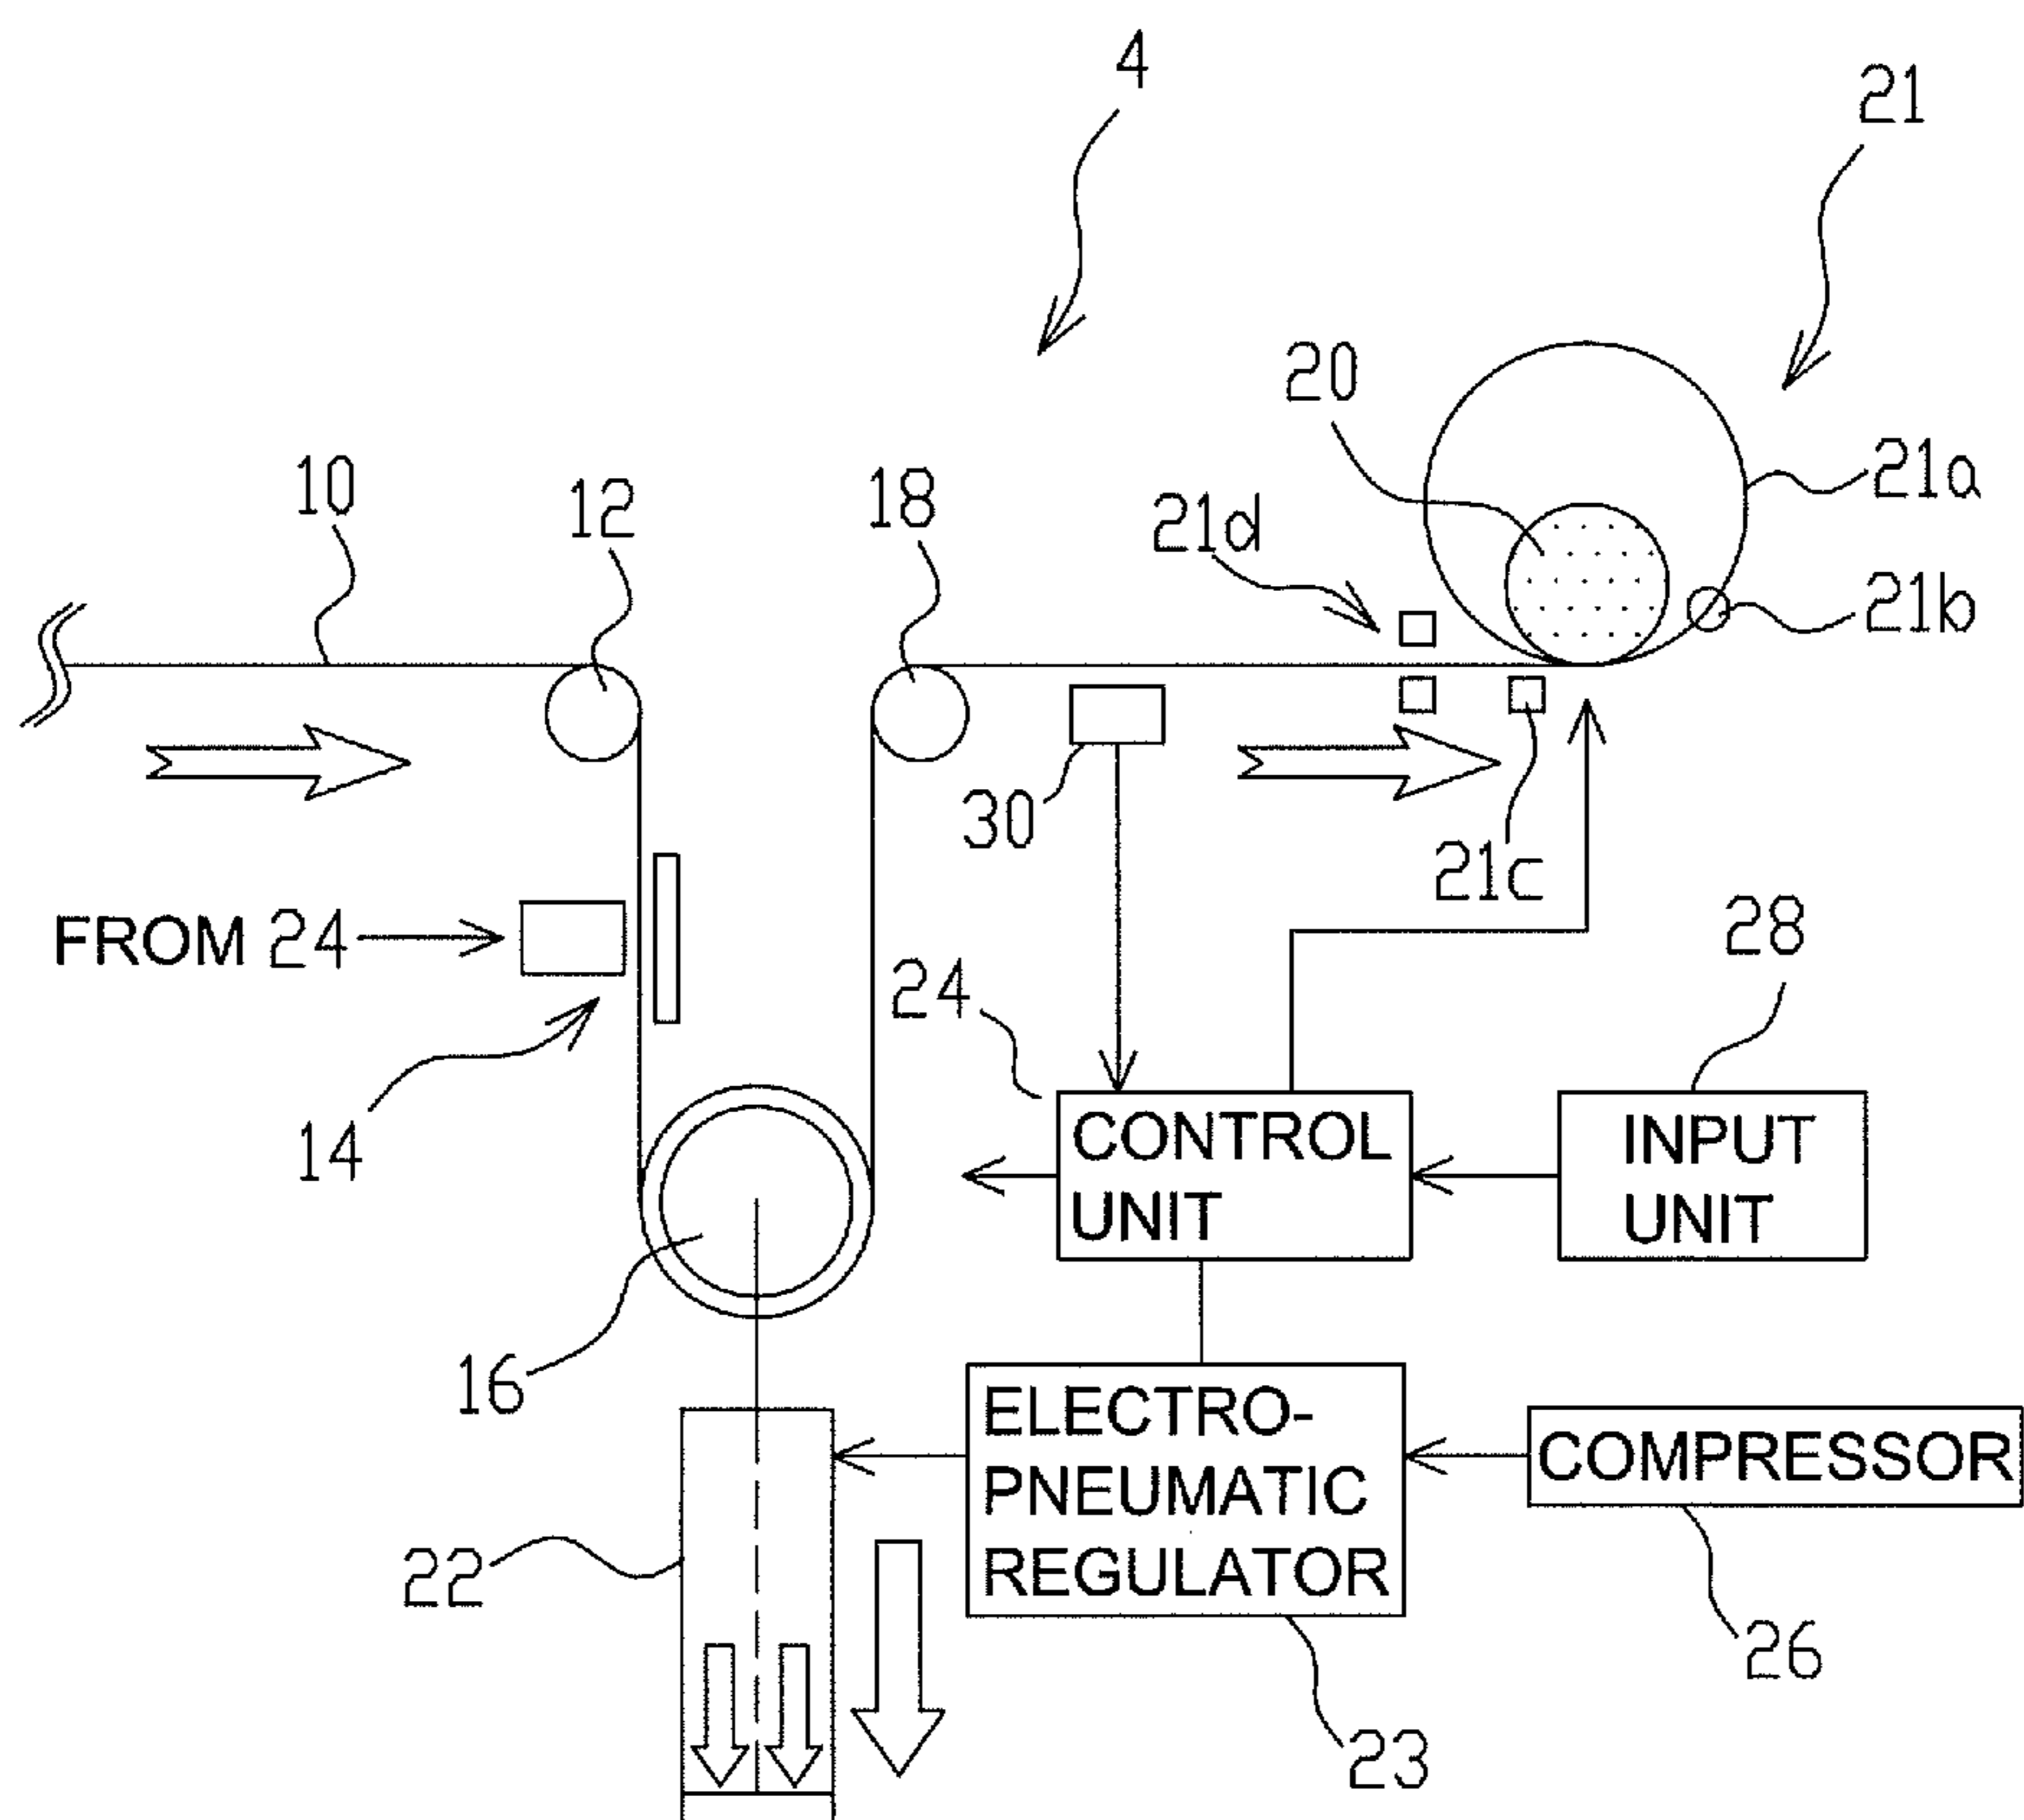 4
21
20
10
12
18
21d
21a
21b
30
21c
FROM 24
28
24
14
CONTROL
UNIT
INPUT
UNIT
16
ELECTRO-
PNEUMATIC
REGULATOR
COMPRESSOR
22
26
23